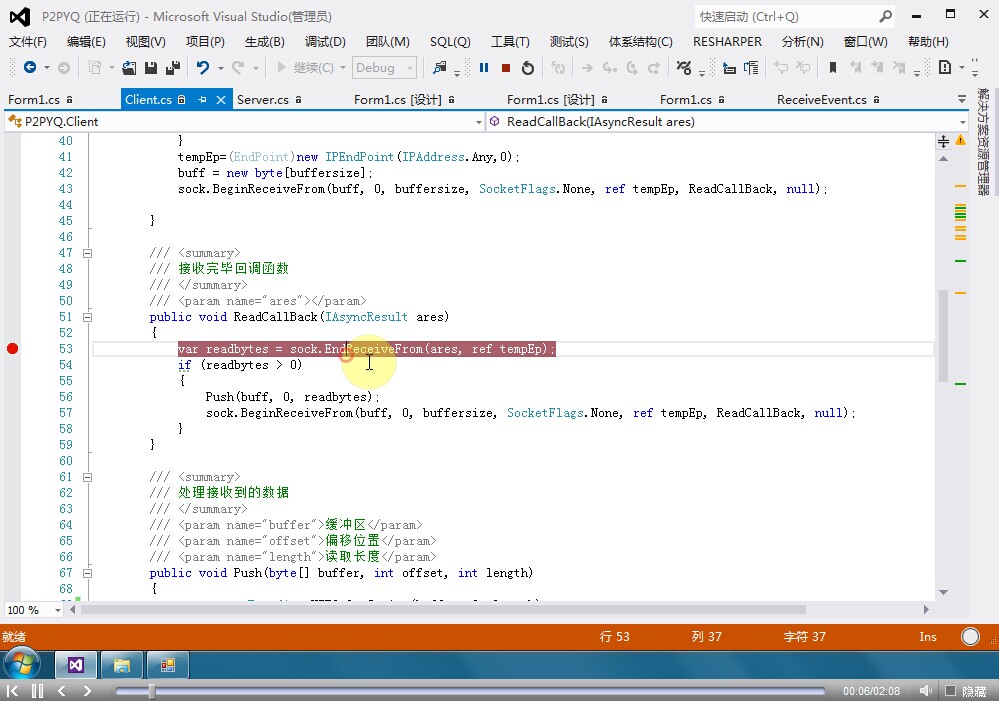 P2PYQ (正在运行) - Microsoft Visual Studio(管理员)
快速启动 (Ctrl+Q)
文件(F) 编辑(E) 视图(V) 项目(P) 生成(B) 调试(D) 团队(M) SQL(Q) 工具(T) 测试(S) 体系结构(C) RESHARPER 分析(N) 窗口(W) 帮助(H)
继续(C) Debug
Form1.cs Client.cs Server.cs Form1.cs [设计] Form1.cs [设计] Form1.cs ReceiveEvent.cs
解决方案资源管理器
P2PYQ.Client ReadCallBack(IAsyncResult ares)
40 }
41 tempEp=(EndPoint)new IPEndPoint(IPAddress.Any,0);
42 buff = new byte[buffersize];
43 sock.BeginReceiveFrom(buff, 0, buffersize, SocketFlags.None, ref tempEp, ReadCallBack, null);
44
45 }
46
47 /// <summary>
48 /// 接收完毕回调函数
49 /// </summary>
50 /// <param name="ares"></param>
51 public void ReadCallBack(IAsyncResult ares)
52 {
53 var readbytes = sock.EndReceiveFrom(ares, ref tempEp);
54 if (readbytes > 0)
55 {
56 Push(buff, 0, readbytes);
57 sock.BeginReceiveFrom(buff, 0, buffersize, SocketFlags.None, ref tempEp, ReadCallBack, null);
58 }
59 }
60
61 /// <summary>
62 /// 处理接收到的数据
63 /// </summary>
64 /// <param name="buffer">缓冲区</param>
65 /// <param name="offset">偏移位置</param>
66 /// <param name="length">读取长度</param>
67 public void Push(byte[] buffer, int offset, int length)
68 {
100 %
就绪 行 53 列 37 字符 37 Ins
00:06/02:08 隐藏